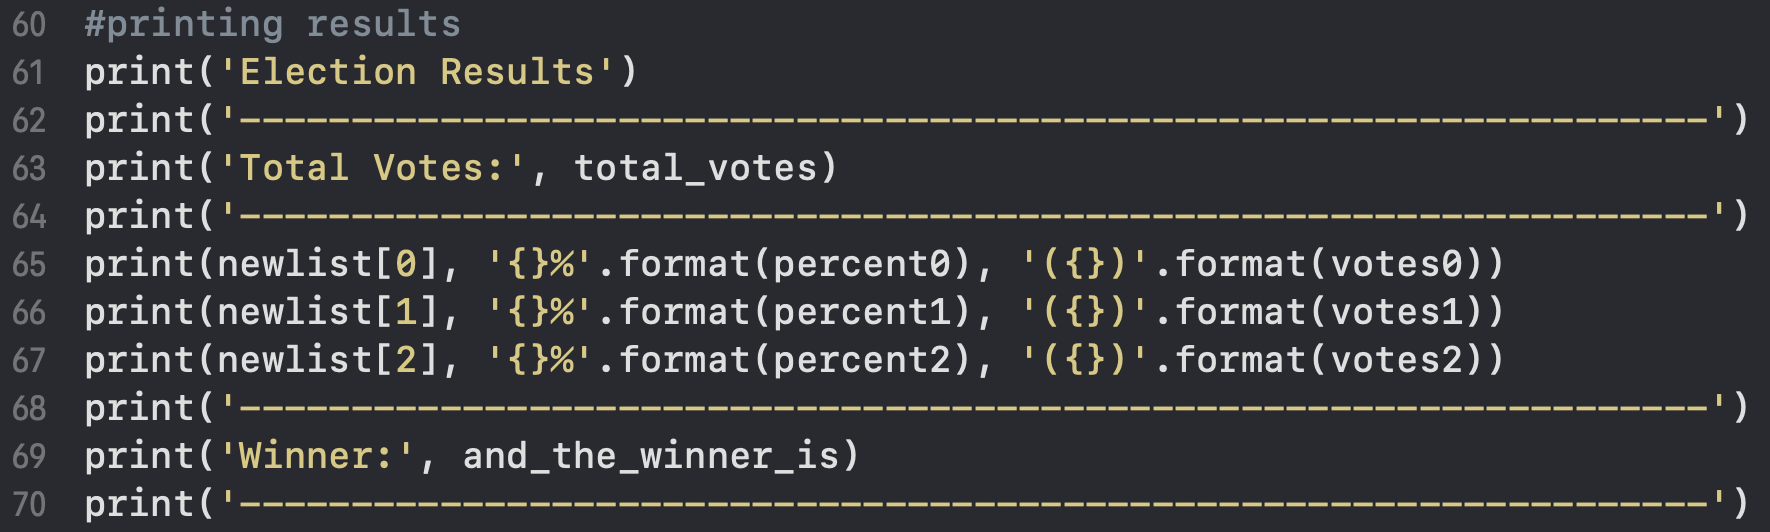 60 #printing results
61 print('Election Results')
62 print('------------------------------------------------------------------')
63 print('Total Votes:', total_votes)
64 print('------------------------------------------------------------------')
65 print(newlist[0], '{}%'.format(percent0), '({})'.format(votes0))
66 print(newlist[1], '{}%'.format(percent1), '({})'.format(votes1))
67 print(newlist[2], '{}%'.format(percent2), '({})'.format(votes2))
68 print('------------------------------------------------------------------')
69 print('Winner:', and_the_winner_is)
70 print('------------------------------------------------------------------')